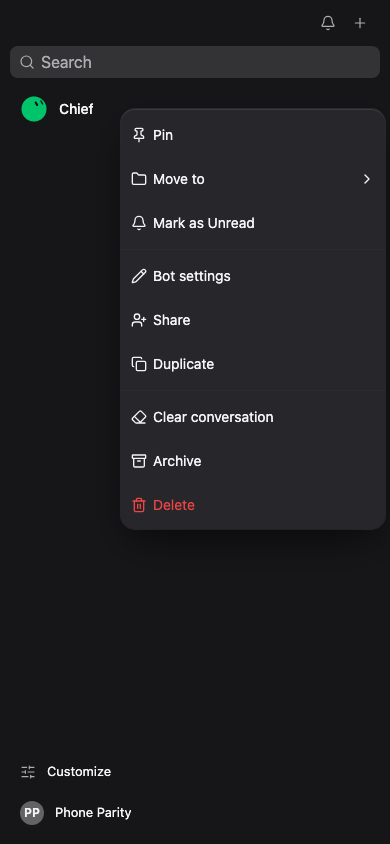 Search
Chief
Pin
Move to
Mark as Unread
Bot settings
Share
Duplicate
Clear conversation
Archive
Delete
Customize
PP Phone Parity